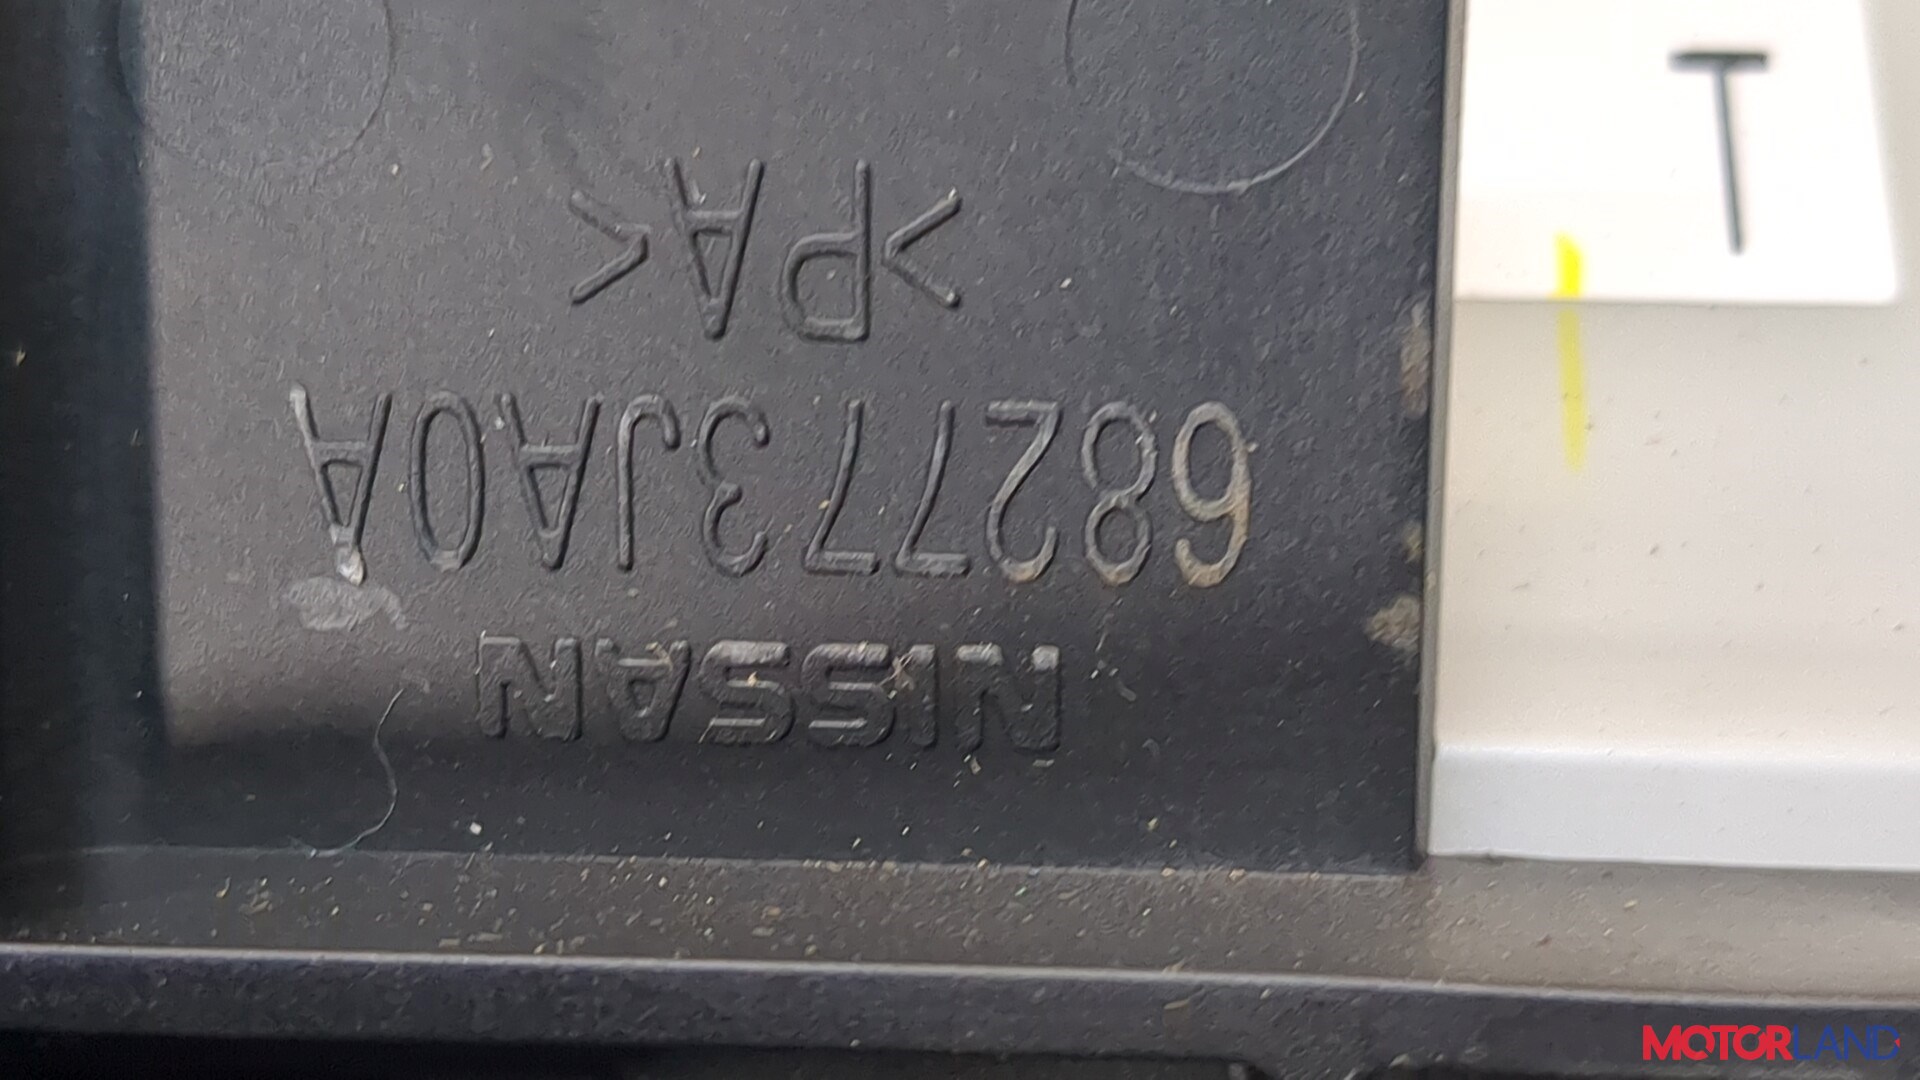 NISSAN
682773JA0A
>PA<
T
MOTORLAND